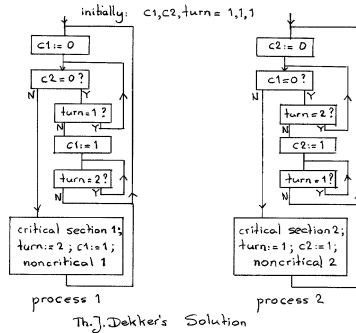 initially: c1,c2,turn = 1,1,1
c1:= 0
c2=0?
N
Y
turn=1?
N
Y
c1:= 1
turn=2?
N
Y
critical section 1;
turn:=2; c1:=1;
noncritical 1
process 1
c2:= 0
c1=0?
N
Y
turn=2?
N
Y
c2:=1
turn=1?
N
Y
critical section 2;
turn:=1; c2:=1;
noncritical 2
process 2
Th.J.Dekker's Solution